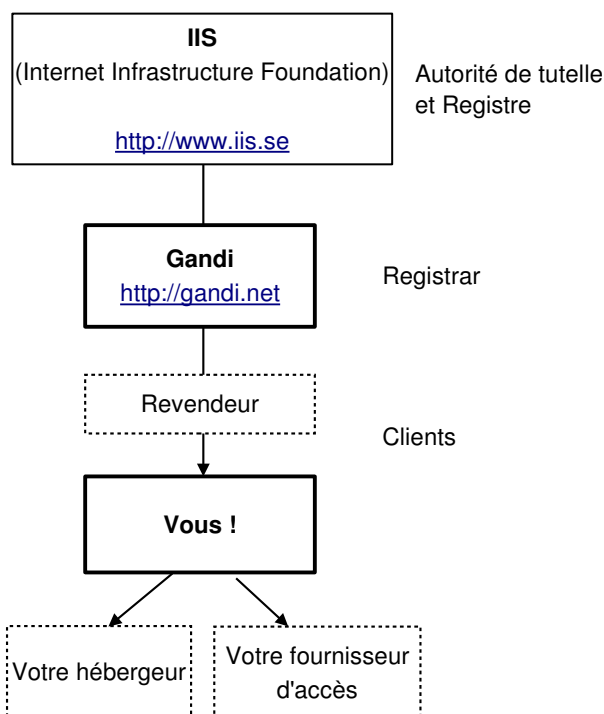 IIS
(Internet Infrastructure Foundation)
http://www.iis.se
Autorité de tutelle
et Registre
Gandi
http://gandi.net
Registrar
Revendeur
Clients
Vous !
Votre hébergeur
Votre fournisseur
d'accès